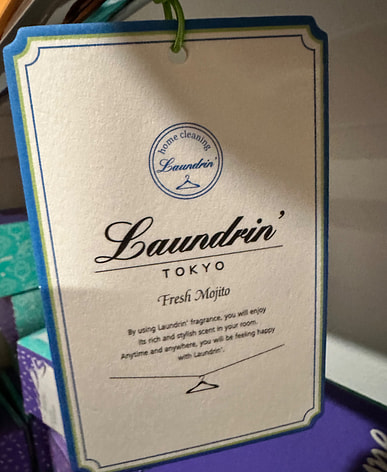 home cleaning
Laundrin'
Laundrin'
TOKYO
Fresh Mojito
By using Laundrin' fragrance, you will enjoy
Its rich and stylish scent in your room.
Anytime and anywhere, you will be feeling happy
with Laundrin'.